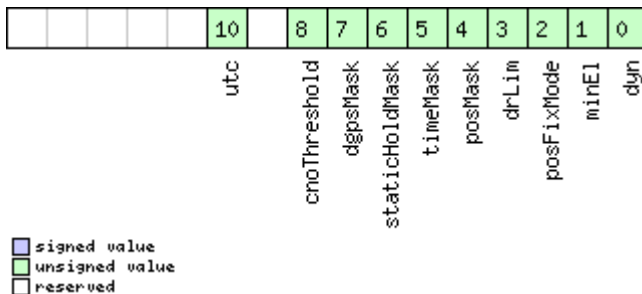 10 8 7 6 5 4 3 2 1 0
utc
cnoThreshold
dgpsMask
staticHoldMask
timeMask
posMask
drLim
posFixMode
minEl
dyn
signed value
unsigned value
reserved